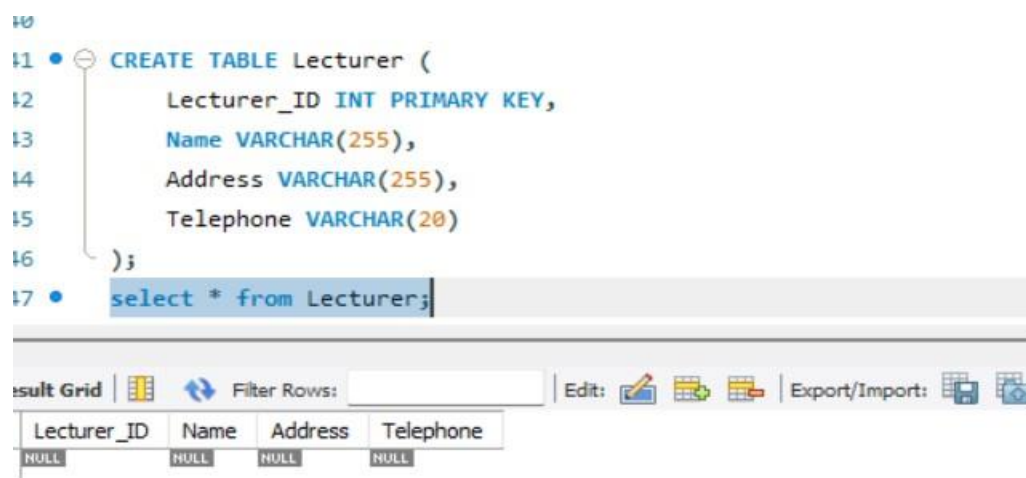 40
41 CREATE TABLE Lecturer (
42 Lecturer_ID INT PRIMARY KEY,
43 Name VARCHAR(255),
44 Address VARCHAR(255),
45 Telephone VARCHAR(20)
46 );
47 select * from Lecturer;
esult Grid Filter Rows: Edit: Export/Import:
Lecturer_ID Name Address Telephone
NULL NULL NULL NULL